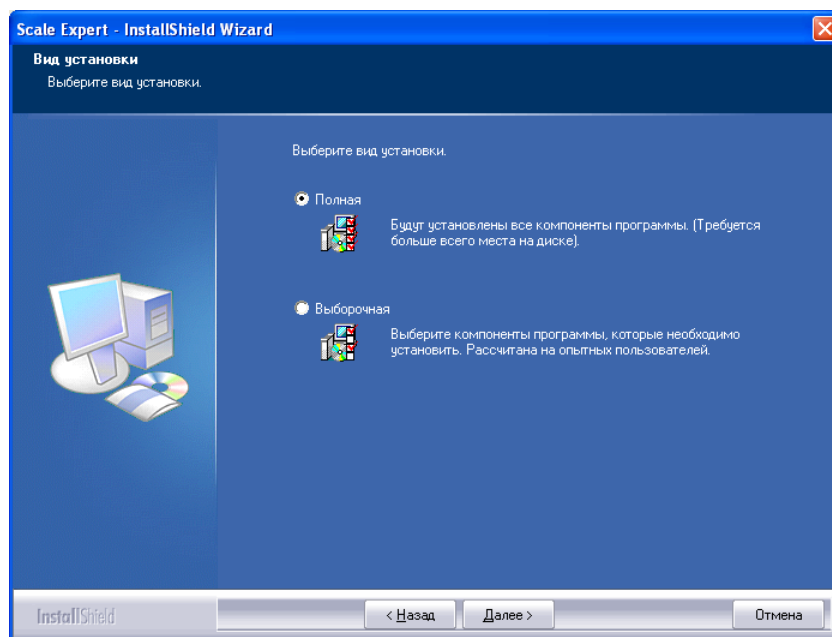 Scale Expert - InstallShield Wizard
Вид установки
Выберите вид установки.
Выберите вид установки.
Полная
Будут установлены все компоненты программы. (Требуется
больше всего места на диске).
Выборочная
Выберите компоненты программы, которые необходимо
установить. Рассчитана на опытных пользователей.
InstallShield
< Назад
Далее >
Отмена